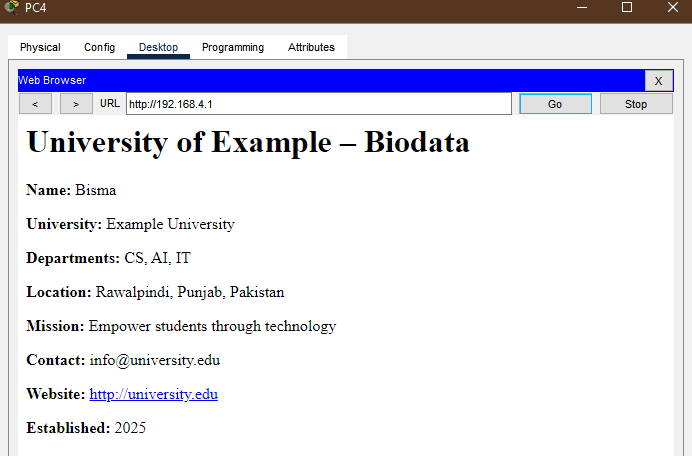 PC4
Physical Config Desktop Programming Attributes
Web Browser X
< > URL http://192.168.4.1 Go Stop
University of Example – Biodata
Name: Bisma
University: Example University
Departments: CS, AI, IT
Location: Rawalpindi, Punjab, Pakistan
Mission: Empower students through technology
Contact: info@university.edu
Website: http://university.edu
Established: 2025